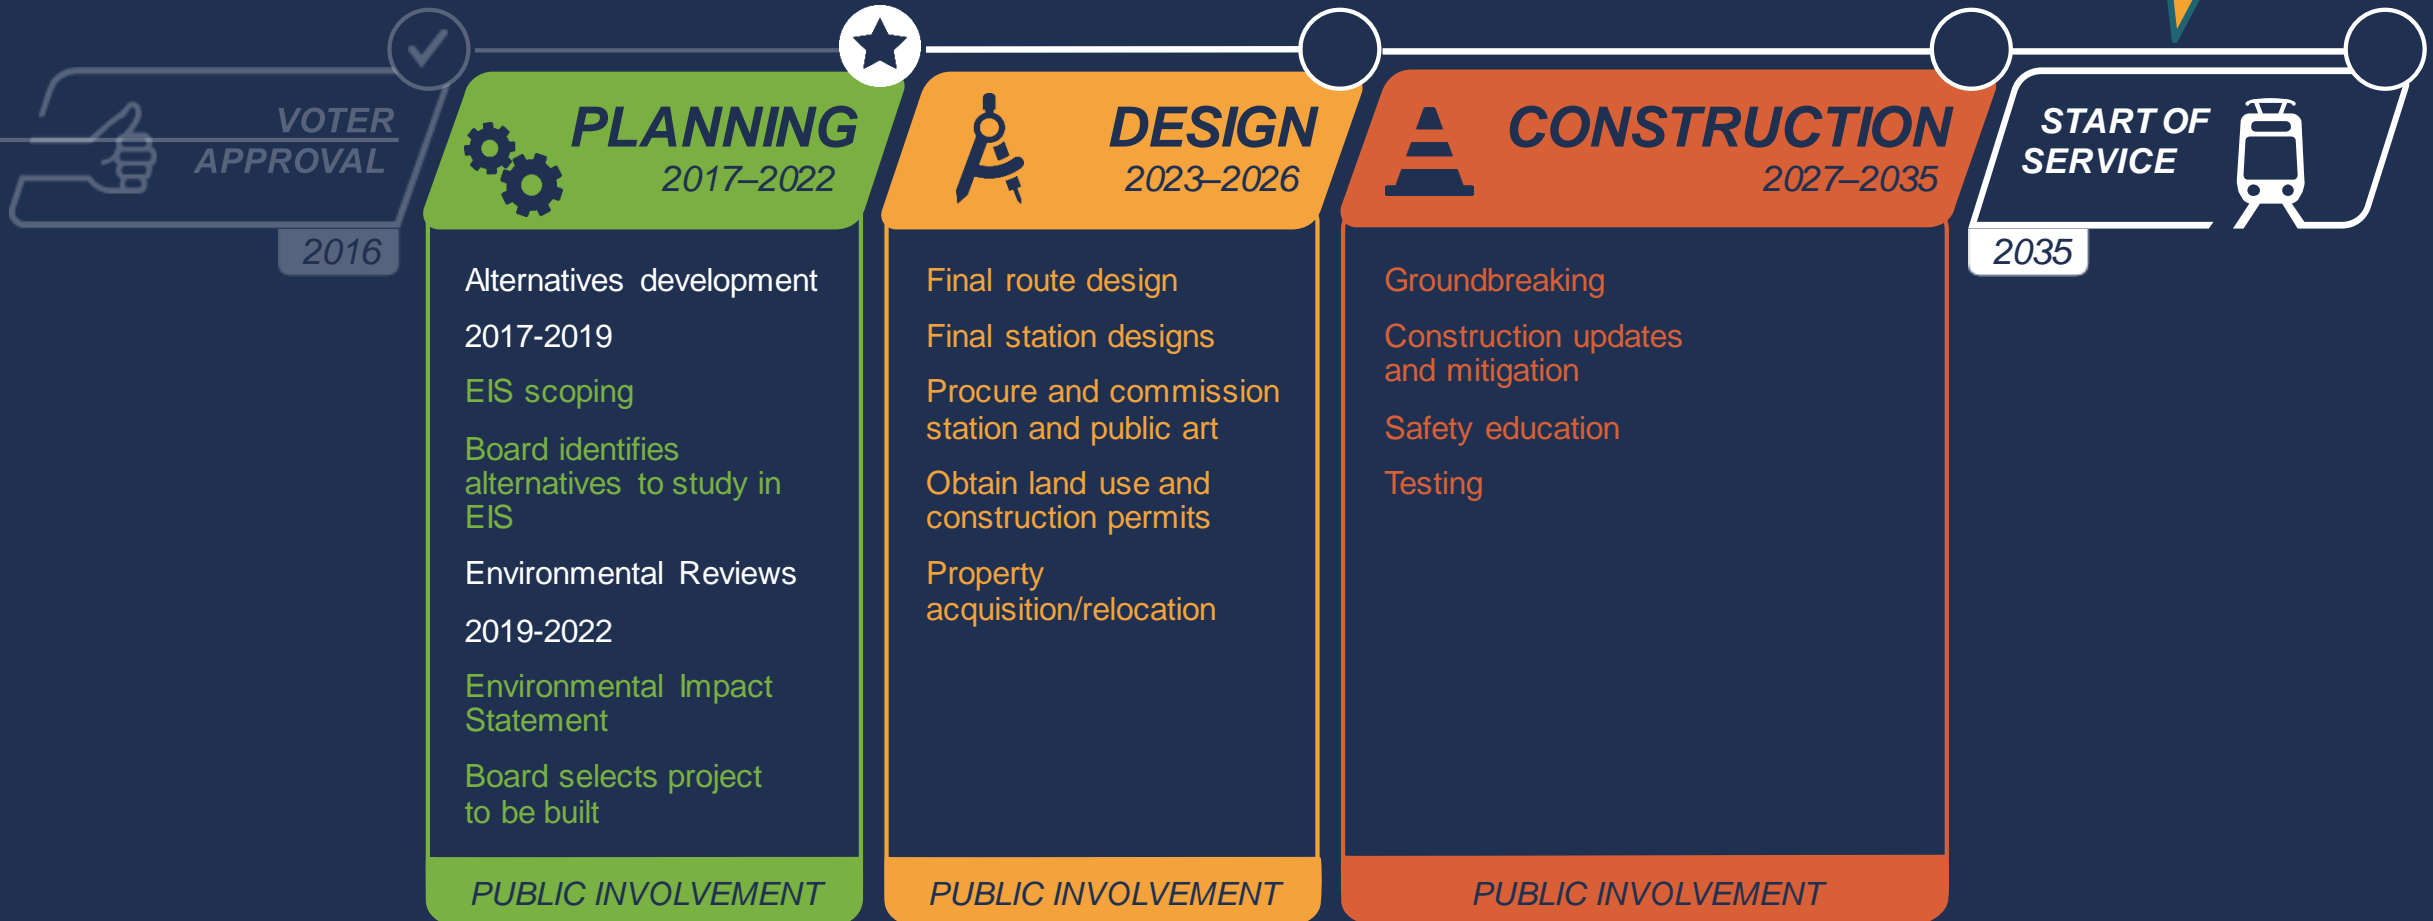 VOTER
APPROVAL
2016
PLANNING
2017–2022
Alternatives development
2017-2019
EIS scoping
Board identifies
alternatives to study in
EIS
Environmental Reviews
2019-2022
Environmental Impact
Statement
Board selects project
to be built
PUBLIC INVOLVEMENT
DESIGN
2023–2026
Final route design
Final station designs
Procure and commission
station and public art
Obtain land use and
construction permits
Property
acquisition/relocation
PUBLIC INVOLVEMENT
CONSTRUCTION
2027–2035
Groundbreaking
Construction updates
and mitigation
Safety education
Testing
PUBLIC INVOLVEMENT
START OF
SERVICE
2035